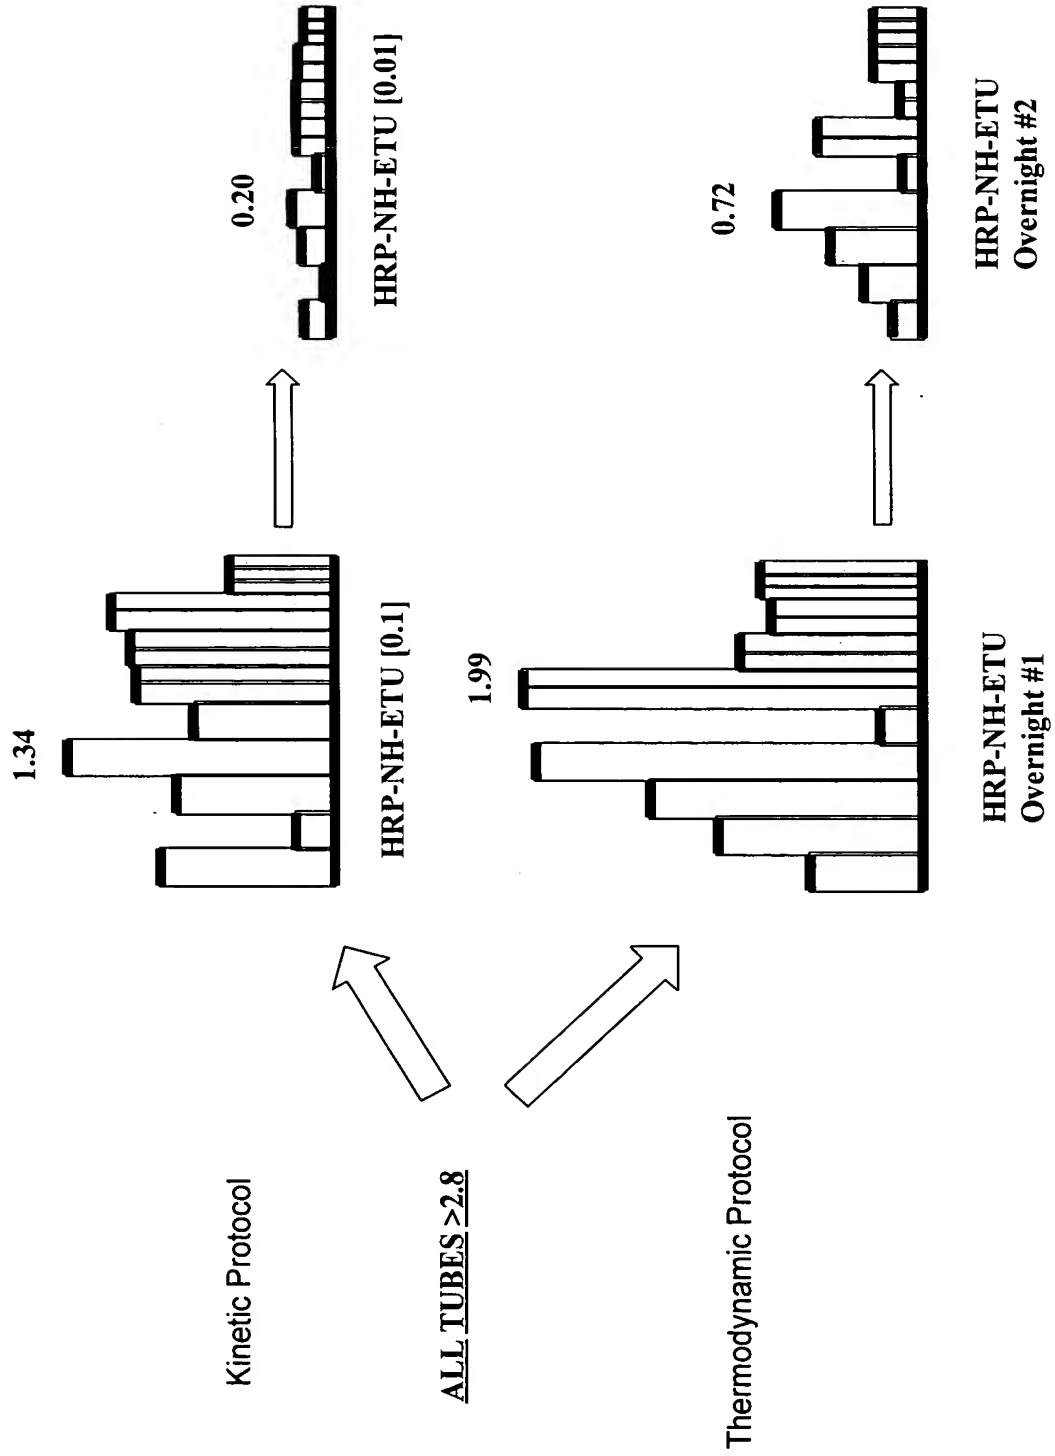 Kinetic Protocol
ALL TUBES >2.8
Thermodynamic Protocol
1.34
HRP-NH-ETU [0.1]
0.20
HRP-NH-ETU [0.01]
1.99
HRP-NH-ETU
Overnight #1
0.72
HRP-NH-ETU
Overnight #2